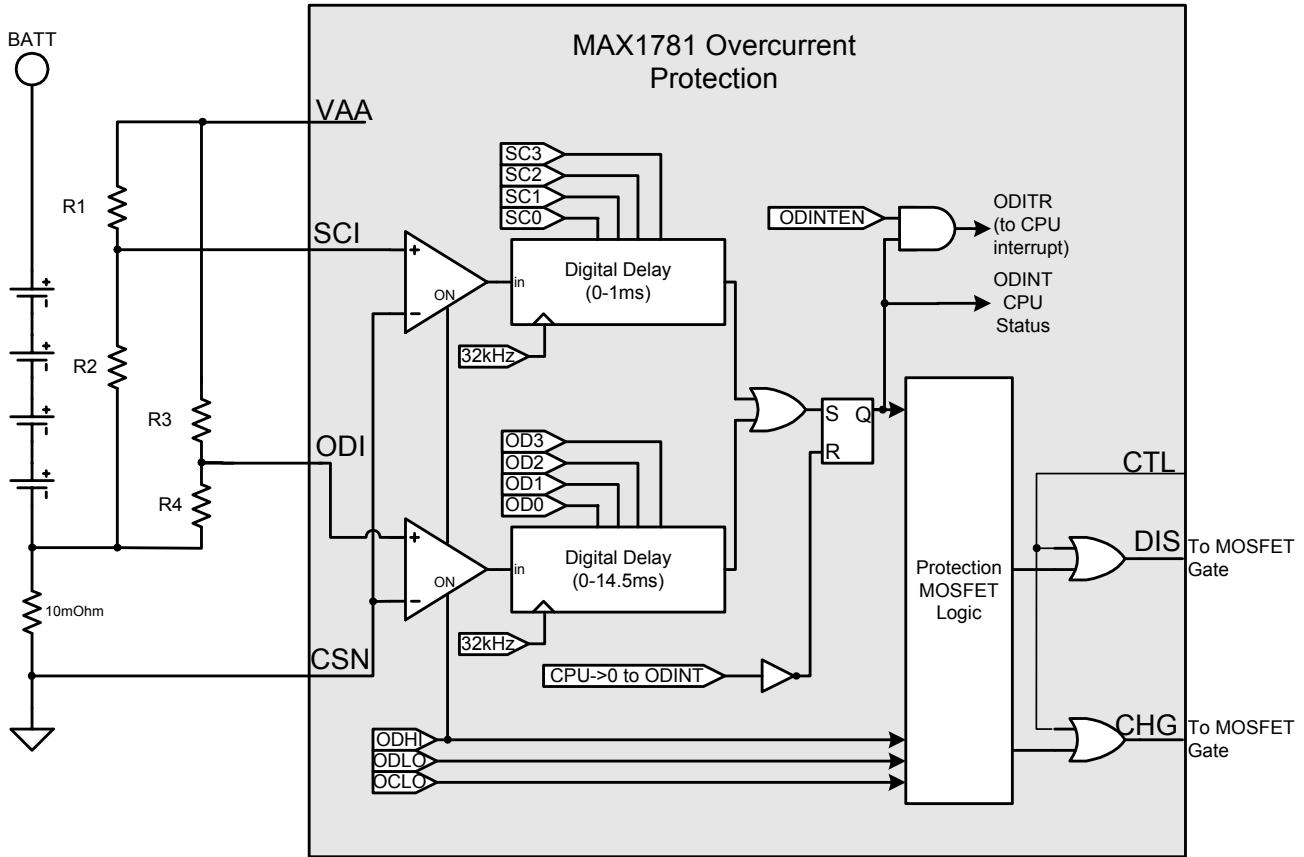 MAX1781 Overcurrent
Protection
BATT
VAA
R1
SCI
R2
R3
ODI
R4
10mOhm
CSN
SC3
SC2
SC1
SC0
+
-
ON
in
Digital Delay
(0-1ms)
32kHz
OD3
OD2
OD1
OD0
+
-
ON
in
Digital Delay
(0-14.5ms)
32kHz
CPU->0 to ODINT
ODHI
ODLO
OCLO
S Q
R
ODINTEN
ODITR
(to CPU
interrupt)
ODINT
CPU
Status
Protection
MOSFET
Logic
CTL
DIS
To MOSFET
Gate
CHG
To MOSFET
Gate